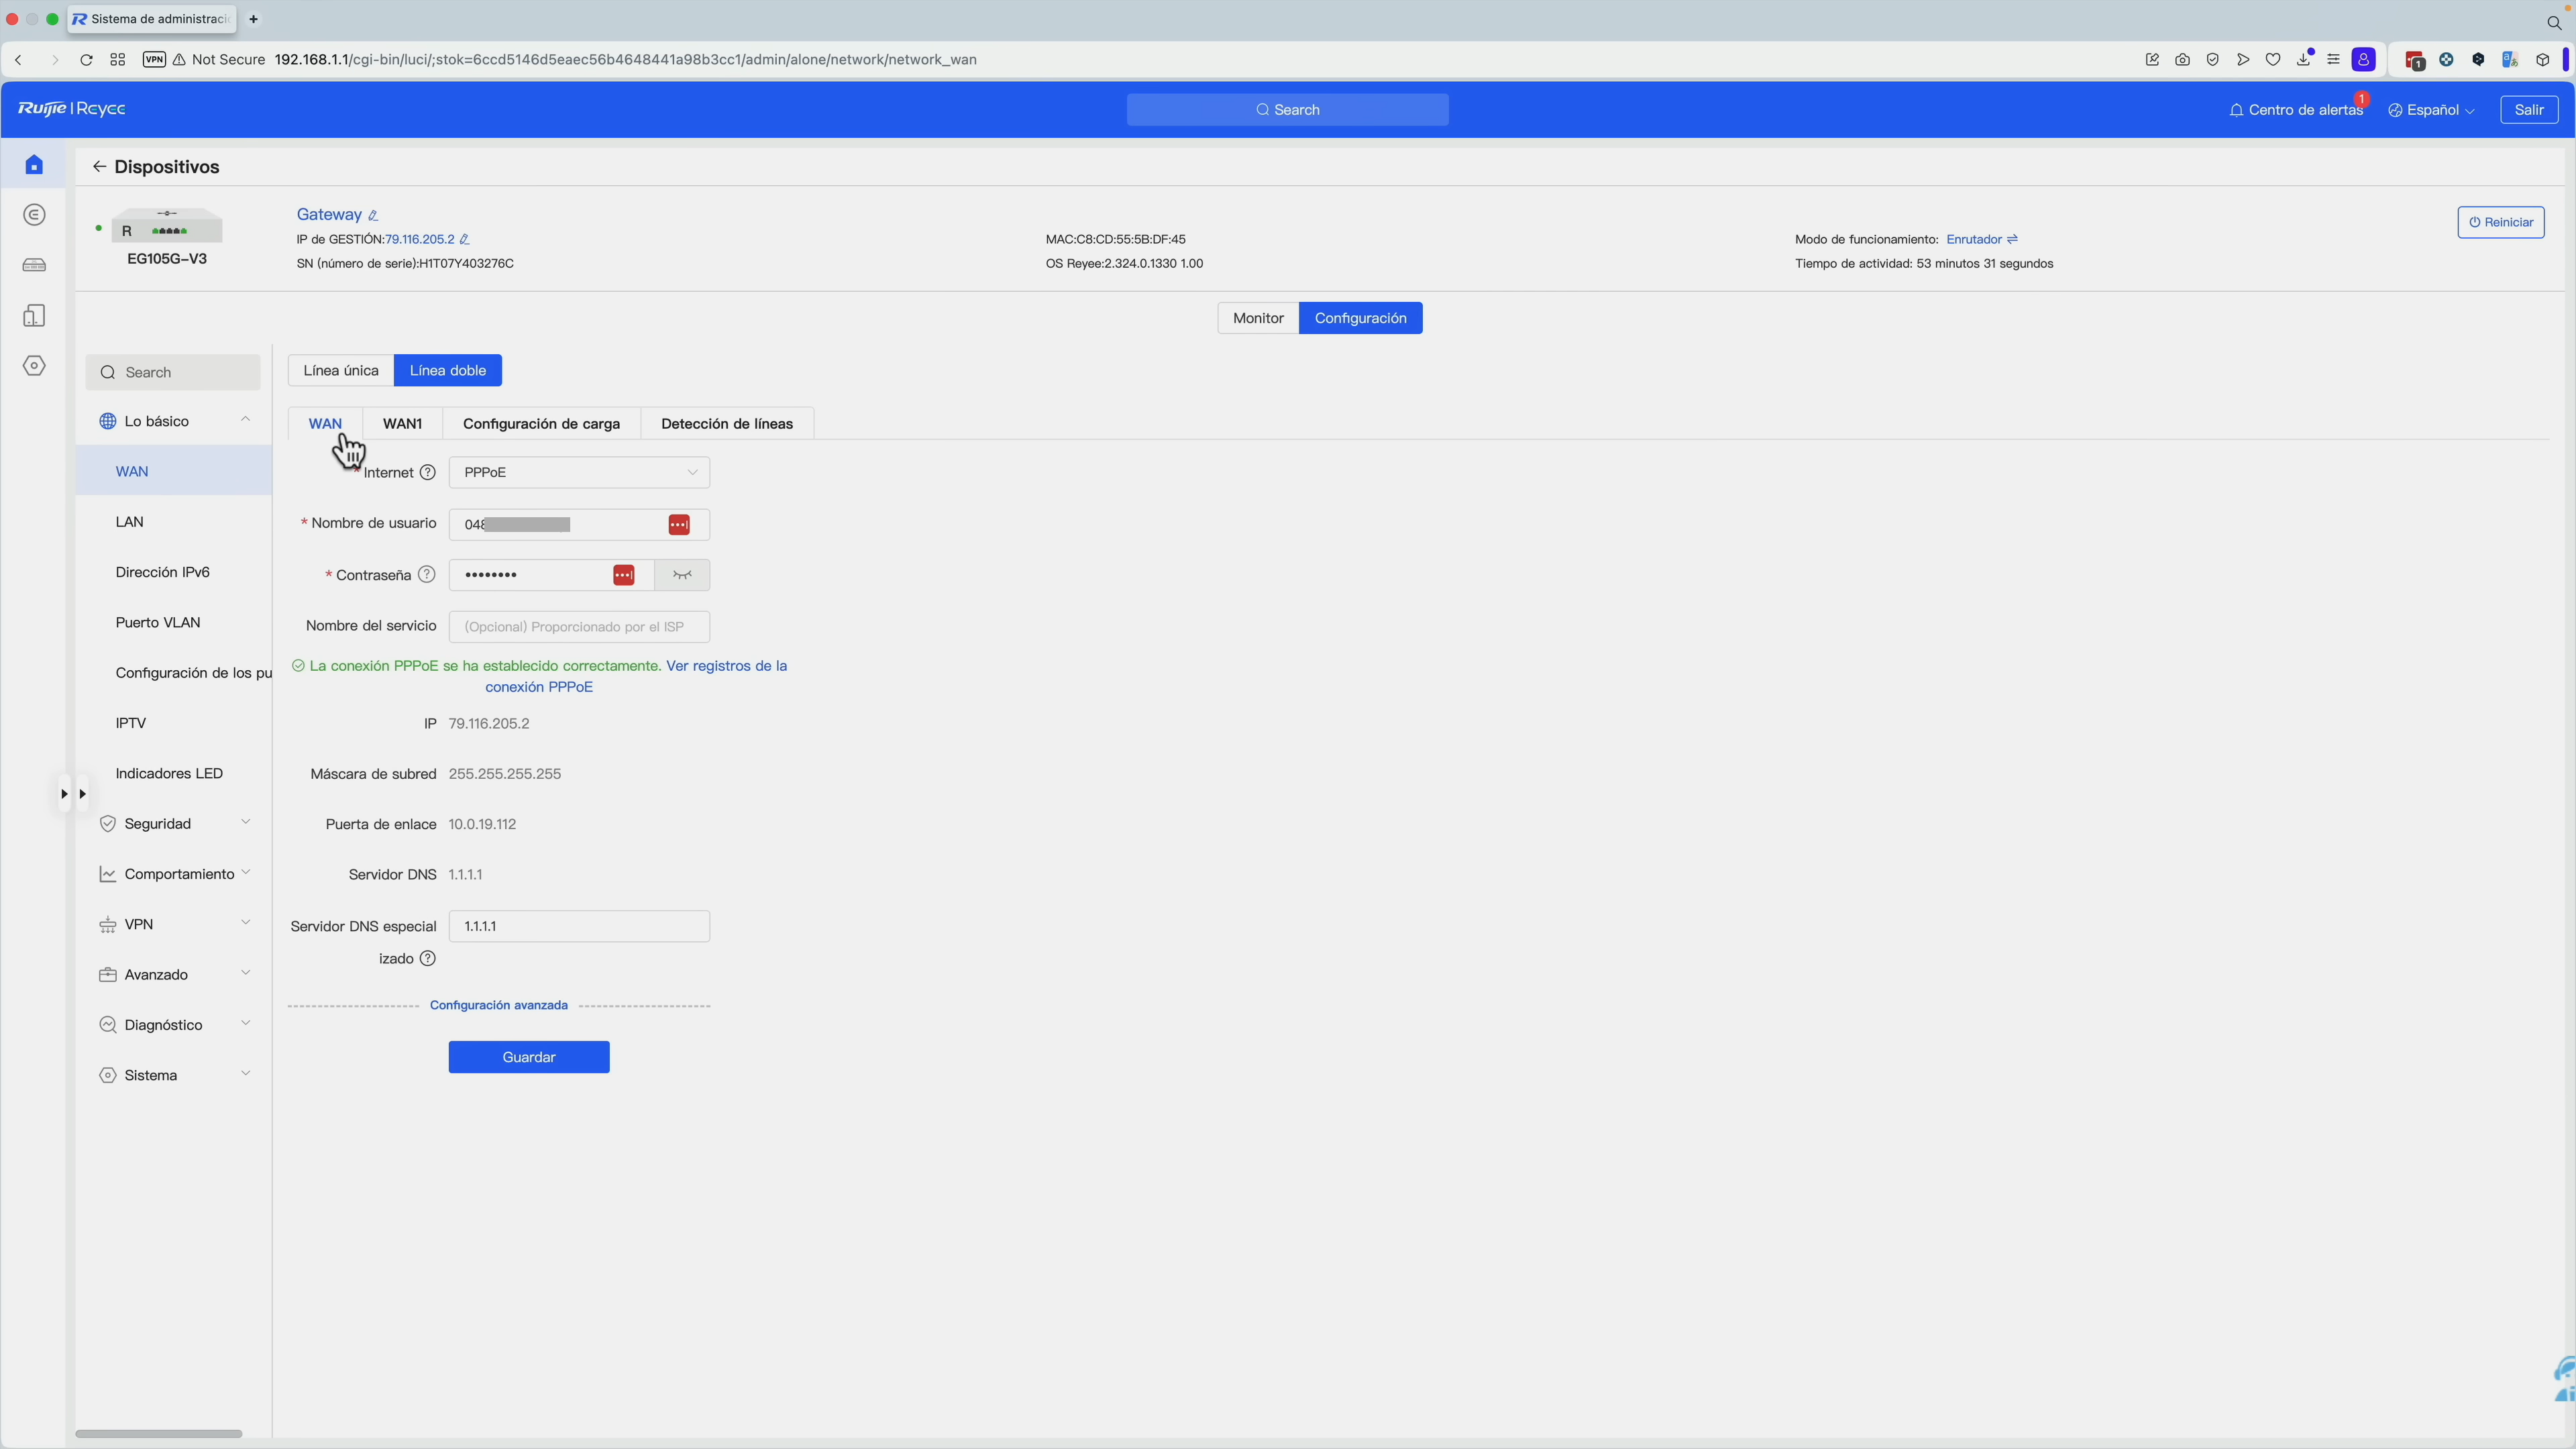 Sistema de administraci
Not Secure 192.168.1.1/cgi-bin/luci/;stok=6ccd5146d5eaec56b4648441a98b3cc1/admin/alone/network/network_wan
VPN
1
Ruijie | Reyee
Search
Centro de alertas
1
Español
Salir
Dispositivos
R
EG105G-V3
Gateway
IP de GESTIÓN:79.116.205.2
SN (número de serie):H1T07Y403276C
MAC:C8:CD:55:5B:DF:45
OS Reyee:2.324.0.1330 1.00
Modo de funcionamiento: Enrutador
Tiempo de actividad: 53 minutos 31 segundos
Reiniciar
Monitor
Configuración
Search
Lo básico
WAN
LAN
Dirección IPv6
Puerto VLAN
Configuración de los pu
IPTV
Indicadores LED
Seguridad
Comportamiento
VPN
Avanzado
Diagnóstico
Sistema
Línea única
Línea doble
WAN
WAN1
Configuración de carga
Detección de líneas
* Internet
PPPoE
* Nombre de usuario
048
* Contraseña
••••••••
Nombre del servicio
(Opcional) Proporcionado por el ISP
La conexión PPPoE se ha establecido correctamente. Ver registros de la
conexión PPPoE
IP 79.116.205.2
Máscara de subred 255.255.255.255
Puerta de enlace 10.0.19.112
Servidor DNS 1.1.1.1
Servidor DNS especial
izado
1.1.1.1
Configuración avanzada
Guardar